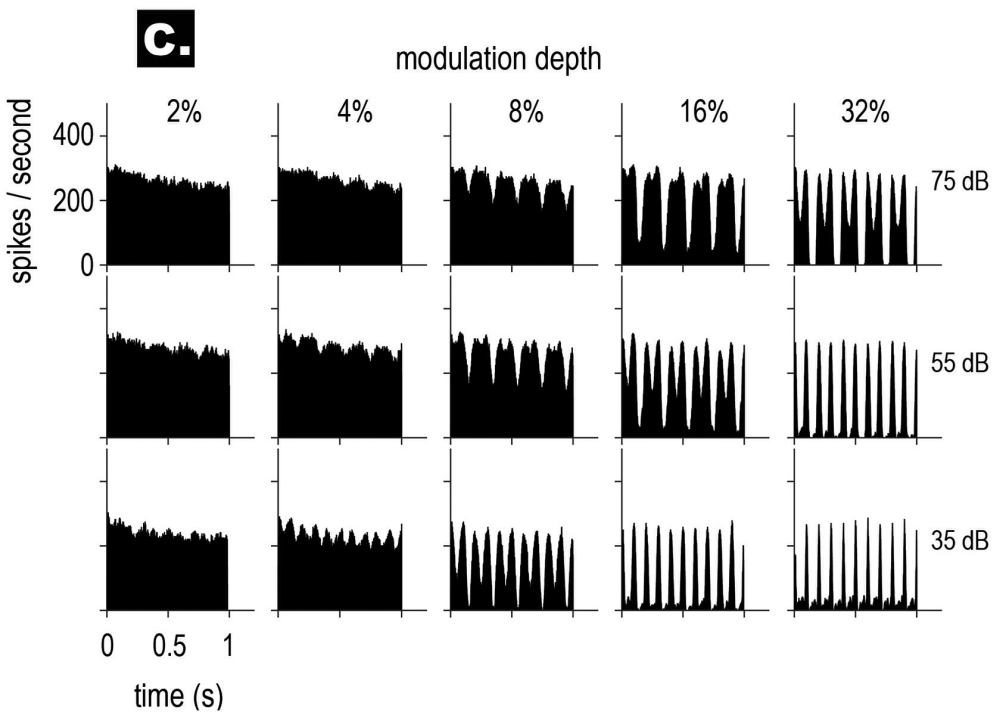 c.
modulation depth
2% 4% 8% 16% 32%
spikes / second
400
200
0
75 dB
55 dB
35 dB
0 0.5 1
time (s)